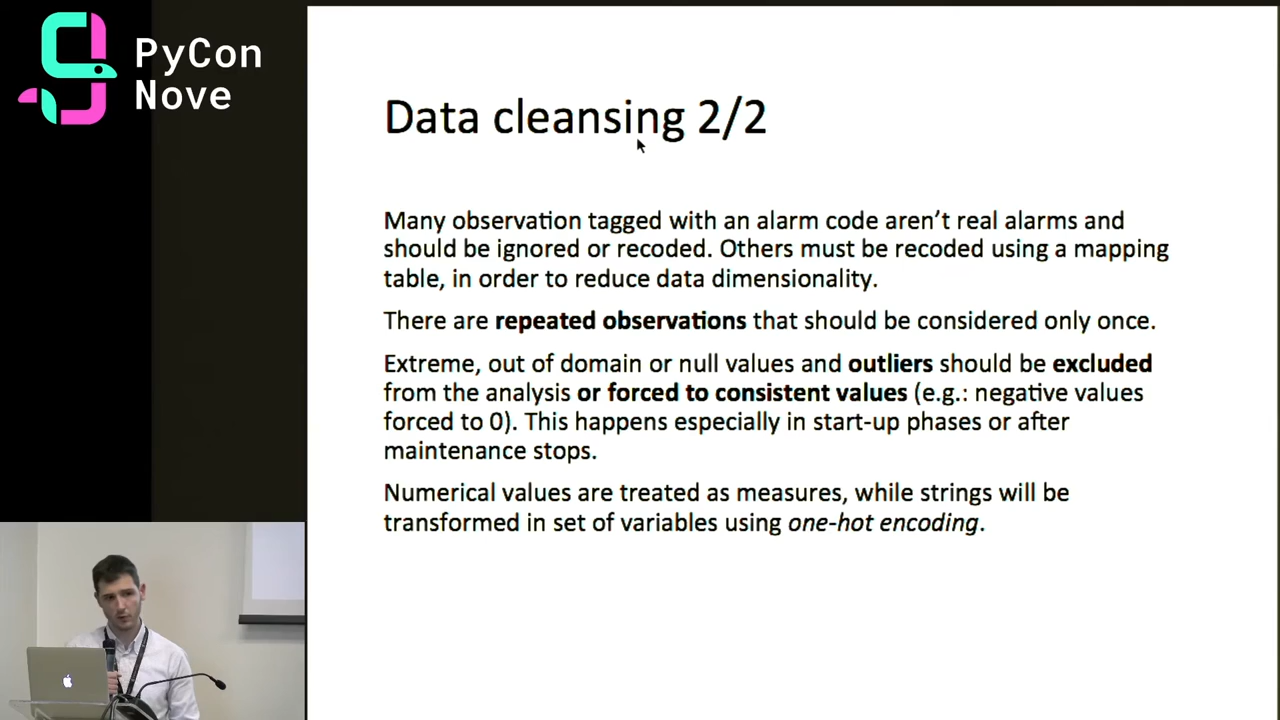 PyCon
Nove
Data cleansing 2/2
Many observation tagged with an alarm code aren't real alarms and
should be ignored or recoded. Others must be recoded using a mapping
table, in order to reduce data dimensionality.
There are repeated observations that should be considered only once.
Extreme, out of domain or null values and outliers should be excluded
from the analysis or forced to consistent values (e.g.: negative values
forced to 0). This happens especially in start-up phases or after
maintenance stops.
Numerical values are treated as measures, while strings will be
transformed in set of variables using one-hot encoding.